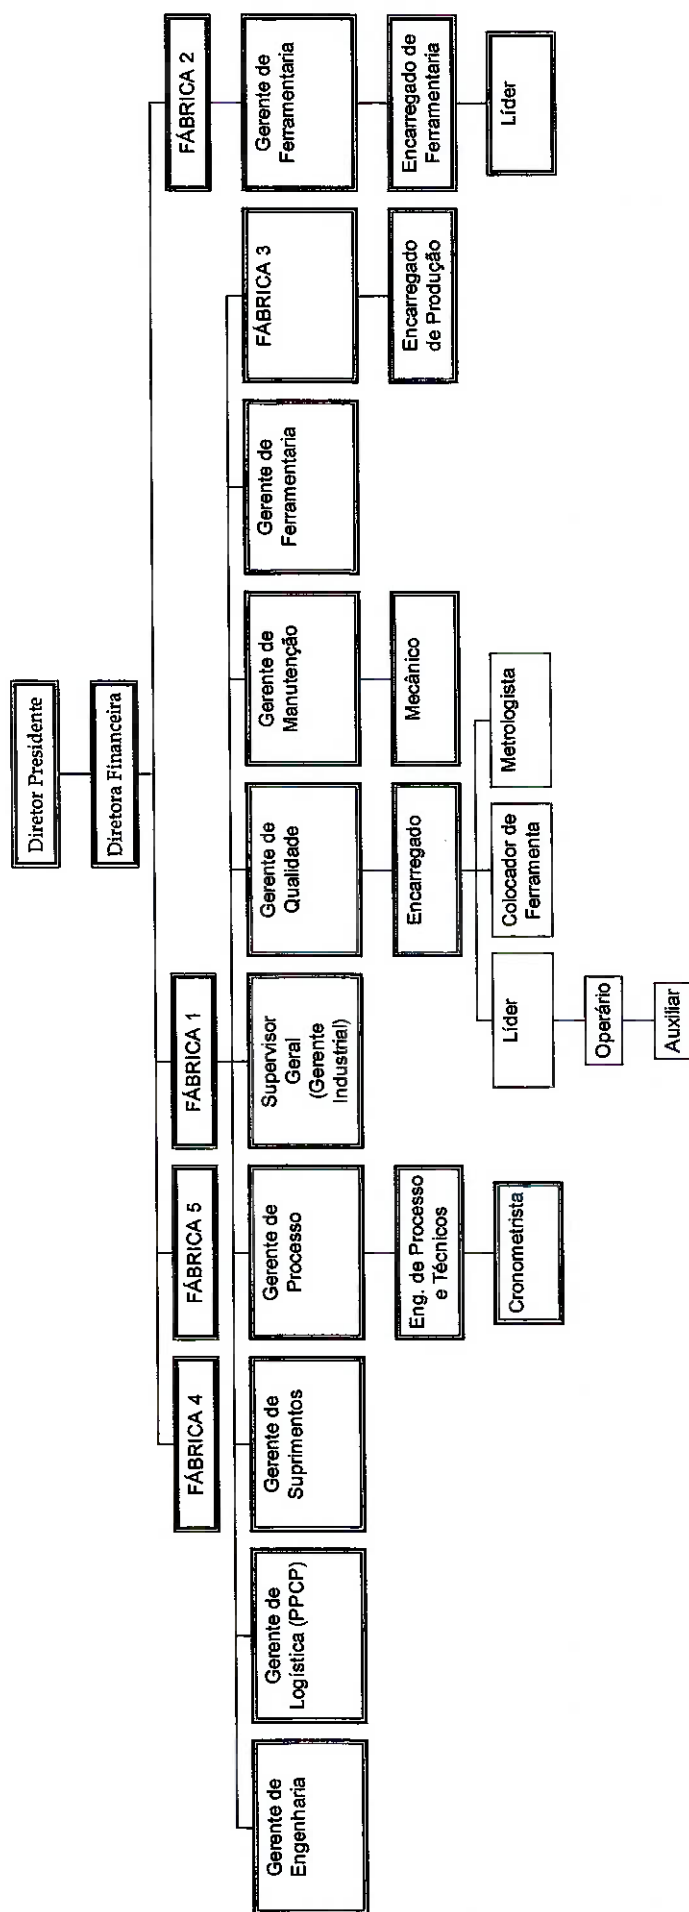 Diretor Presidente
Diretora Financeira
FÁBRICA 4
FÁBRICA 5
FÁBRICA 1
FÁBRICA 2
Gerente de
Engenharia
Gerente de
Logística (PPCP)
Gerente de
Suprimentos
Gerente de
Processo
Supervisor
Geral
(Gerente
Industrial)
Gerente de
Qualidade
Gerente de
Manutenção
Gerente de
Ferramentaria
FÁBRICA 3
Gerente de
Ferramentaria
Eng. de Processo
e Técnicos
Encarregado
Mecânico
Encarregado
de Produção
Encarregado de
Ferramentaria
Cronometrista
Líder
Colocador de
Ferramenta
Metrologista
Líder
Operário
Auxiliar